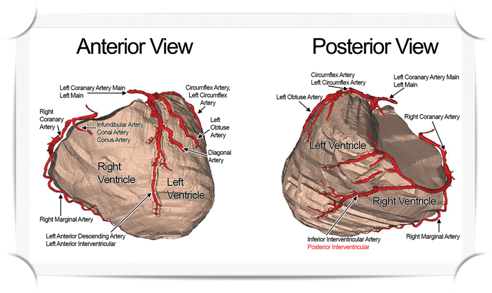 Anterior View
Left Coranary Artery Main
Left Main
Circumflex Artery,
Left Circumflex
Artery
Right
Coranary
Artery
Infundibular Artery
Conal Artery
Conus Artery
Left
Obtuse
Artery
Diagonal
Artery
Right
Ventricle
Left
Ventricle
Right Marginal Artery
Left Anterior Descending Artery
Left Anterior Interventricular
Posterior View
Circumflex Artery
Left Circumflex Artery
Left Obtuse Artery
Left Coranary Artery Main
Left Main
Right Coranary Artery
Left Ventricle
Right Ventricle
Inferior Interventricular Artery
Posterior Interventricular
Right Marginal Artery